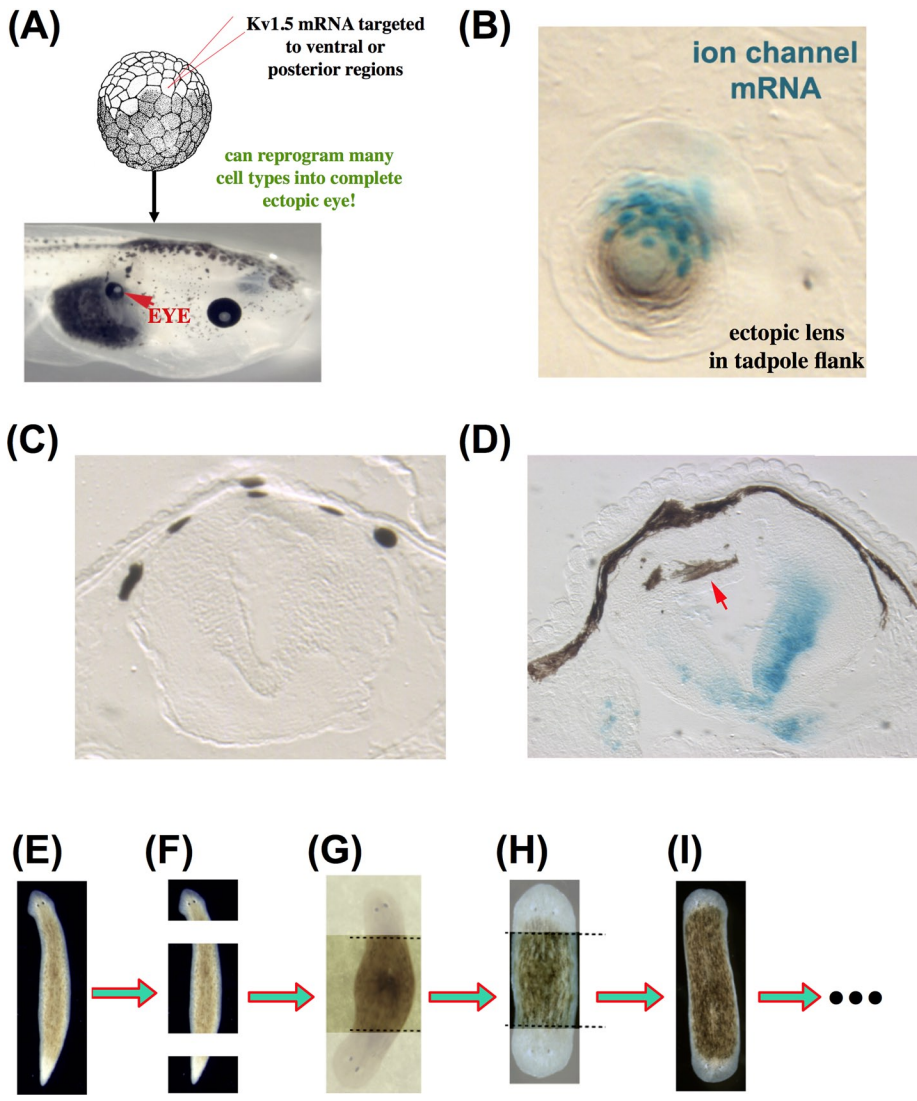 (A)
Kv1.5 mRNA targeted
to ventral or
posterior regions
can reprogram many
cell types into complete
ectopic eye!
EYE
(B)
ion channel
mRNA
ectopic lens
in tadpole flank
(C)
(D)
(E)
(F)
(G)
(H)
(I)